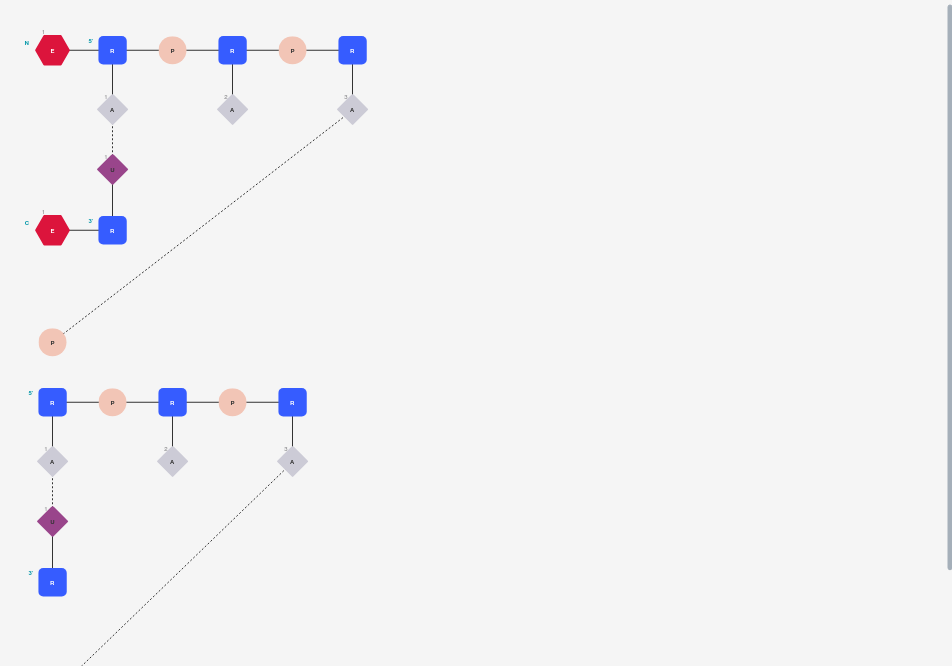 1
N E 5' R P R P R
1 A 2 A 3 A
1 U
1
C E 3' R
P
5' R P R P R
1 A 2 A 3 A
1 U
3' R